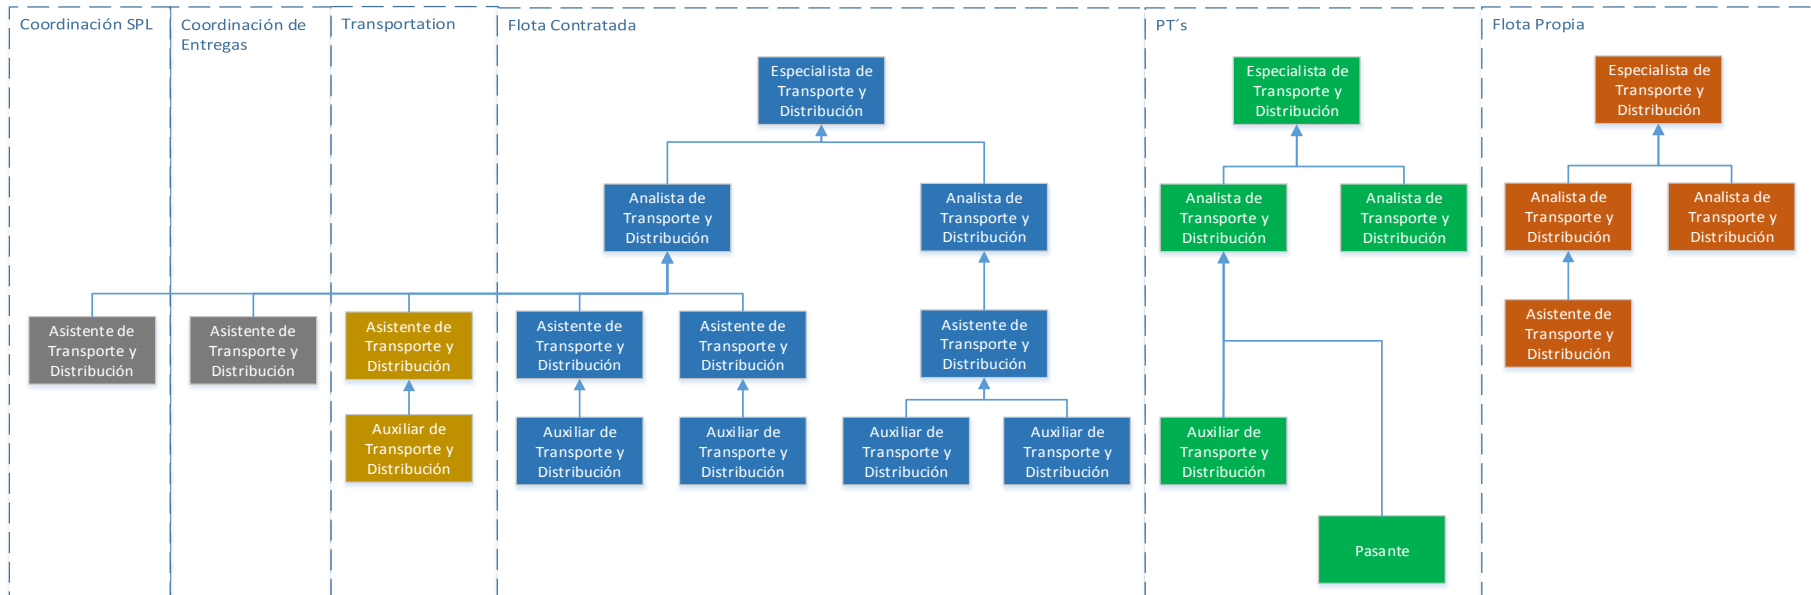 Coordinación SPL
Coordinación de
Entregas
Transportation
Flota Contratada
PT´s
Flota Propia
Especialista de
Transporte y
Distribución
Especialista de
Transporte y
Distribución
Especialista de
Transporte y
Distribución
Analista de
Transporte y
Distribución
Analista de
Transporte y
Distribución
Analista de
Transporte y
Distribución
Analista de
Transporte y
Distribución
Analista de
Transporte y
Distribución
Analista de
Transporte y
Distribución
Asistente de
Transporte y
Distribución
Asistente de
Transporte y
Distribución
Asistente de
Transporte y
Distribución
Asistente de
Transporte y
Distribución
Asistente de
Transporte y
Distribución
Asistente de
Transporte y
Distribución
Asistente de
Transporte y
Distribución
Auxiliar de
Transporte y
Distribución
Auxiliar de
Transporte y
Distribución
Auxiliar de
Transporte y
Distribución
Auxiliar de
Transporte y
Distribución
Auxiliar de
Transporte y
Distribución
Auxiliar de
Transporte y
Distribución
Pasante